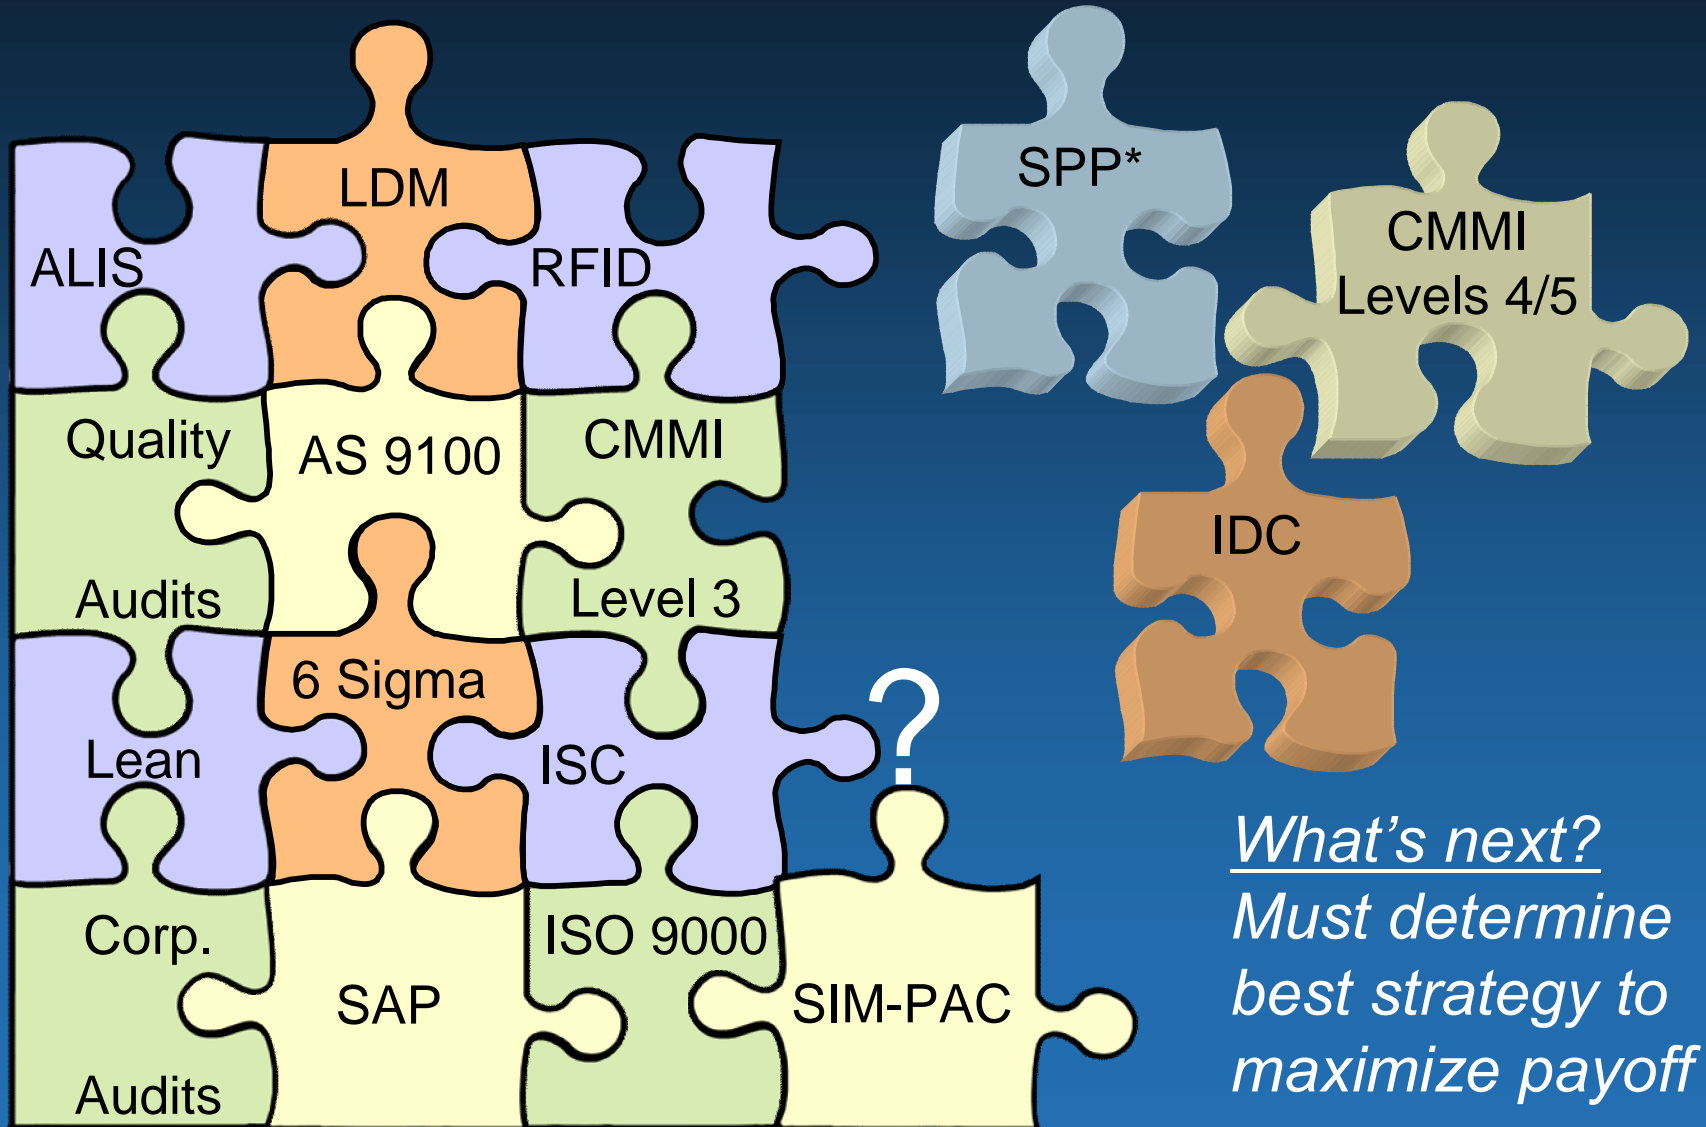 LDM
ALIS
RFID
Quality
Audits
AS 9100
CMMI
Level 3
Lean
6 Sigma
ISC
?
Corp.
Audits
SAP
ISO 9000
SIM-PAC
SPP*
CMMI
Levels 4/5
IDC
What’s next?
Must determine
best strategy to
maximize payoff